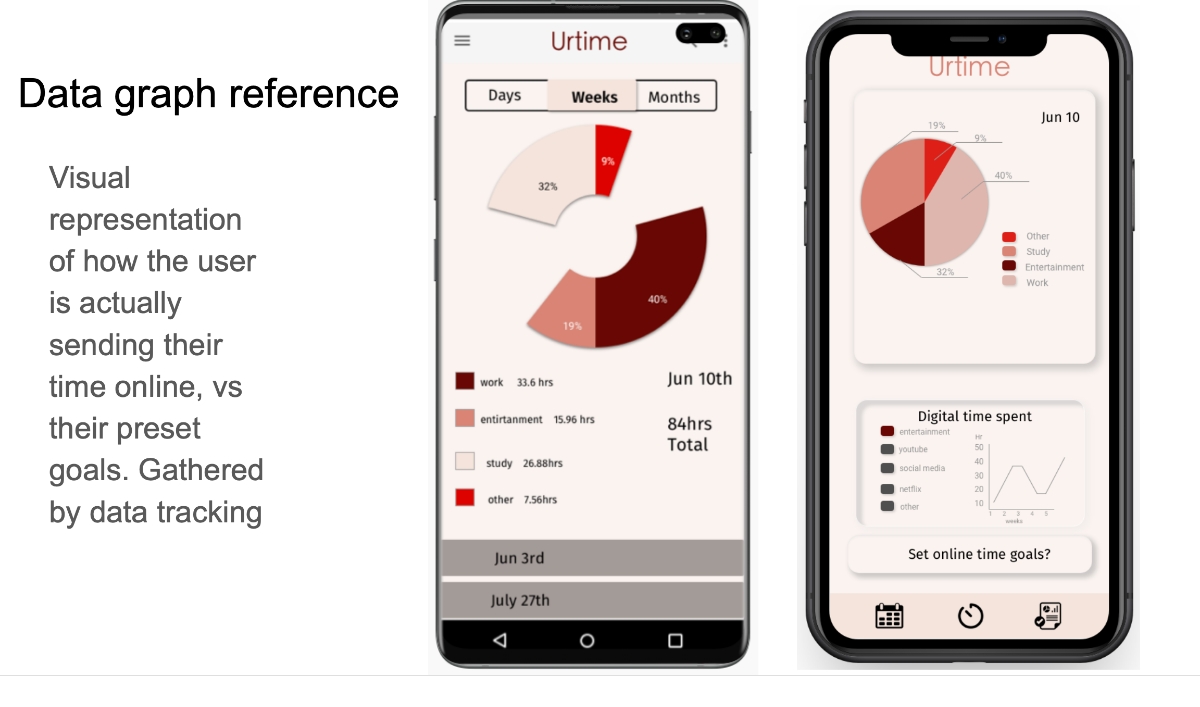 Data graph reference
Visual
representation
of how the user
is actually
sending their
time online, vs
their preset
goals. Gathered
by data tracking
Urtime
Days Weeks Months
9%
32%
40%
19%
work 33.6 hrs
entirtanment 15.96 hrs
study 26.88hrs
other 7.56hrs
Jun 10th
84hrs
Total
Jun 3rd
July 27th
Urtime
Jun 10
19%
9%
40%
32%
Other
Study
Entertainment
Work
Digital time spent
entertainment
youtube
social media
netflix
other
Hr
50
40
30
20
10
1 2 3 4 5
weeks
Set online time goals?